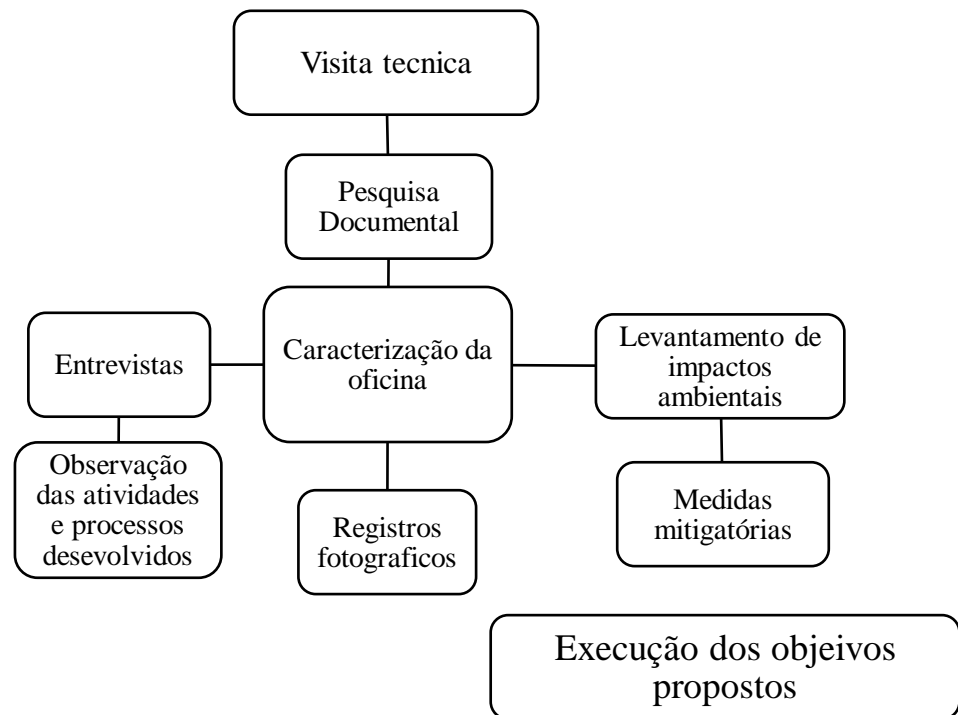 Visita tecnica
Pesquisa
Documental
Entrevistas
Caracterização da
oficina
Levantamento de
impactos
ambientais
Observação
das atividades
e processos
desevolvidos
Registros
fotograficos
Medidas
mitigatórias
Execução dos objeivos
propostos